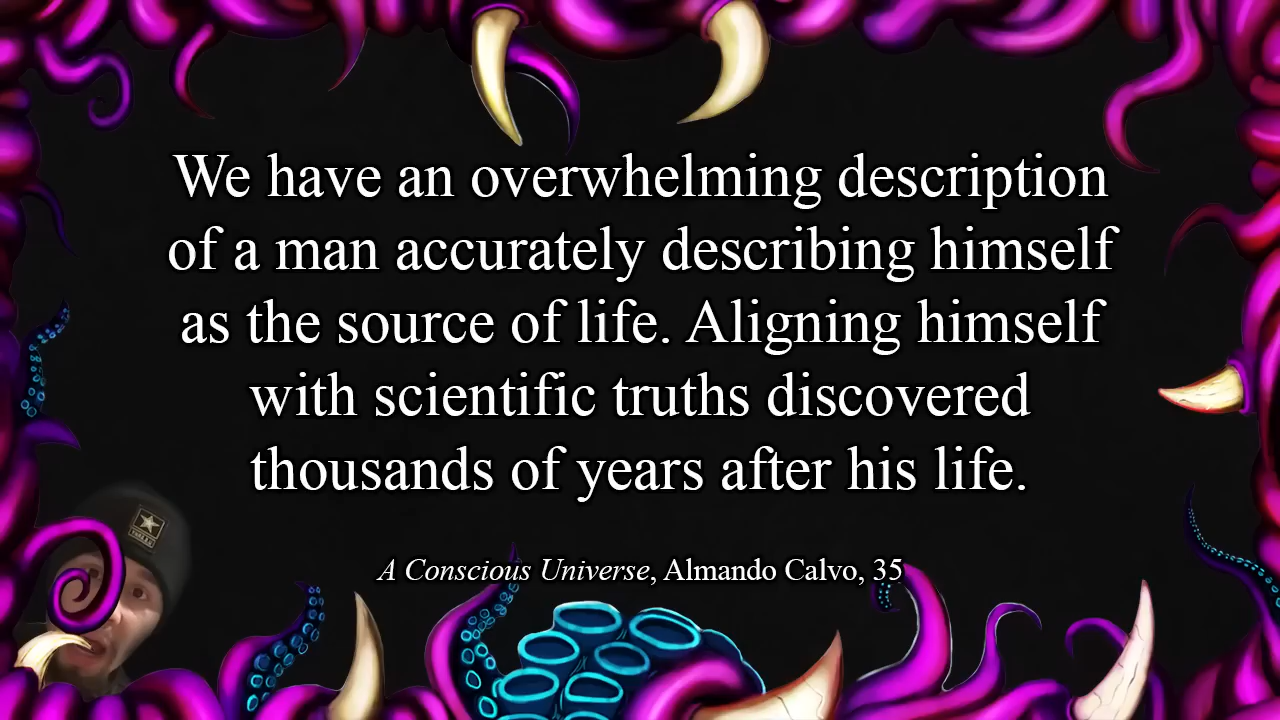 We have an overwhelming description
of a man accurately describing himself
as the source of life. Aligning himself
with scientific truths discovered
thousands of years after his life.
A Conscious Universe, Almando Calvo, 35